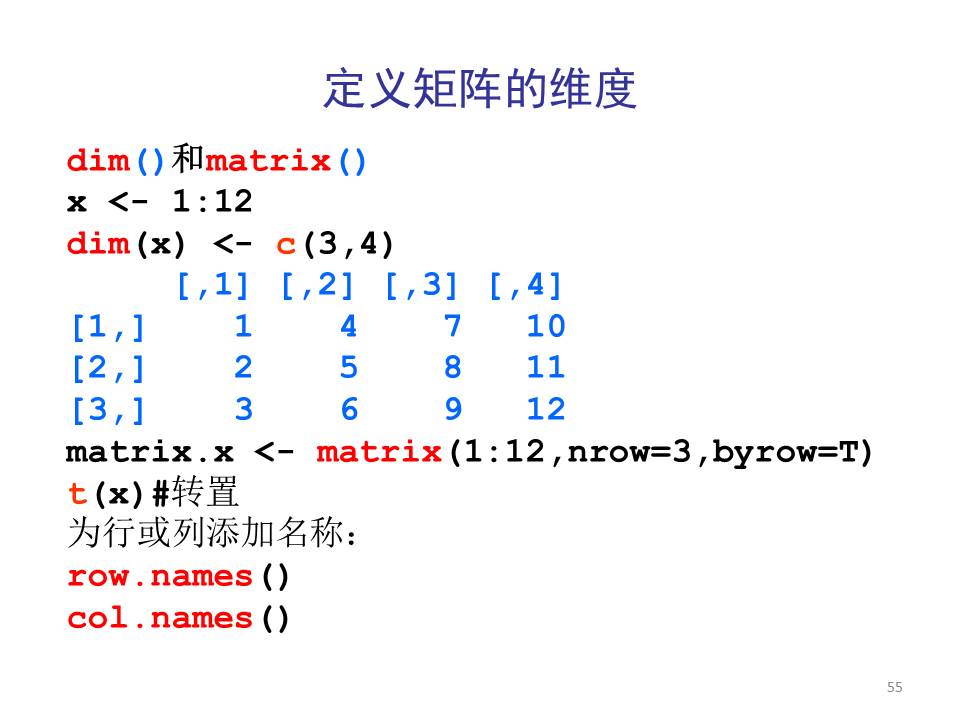 定义矩阵的维度
dim()和matrix()
x <- 1:12
dim(x) <- c(3,4)
[,1] [,2] [,3] [,4]
[1,] 1 4 7 10
[2,] 2 5 8 11
[3,] 3 6 9 12
matrix.x <- matrix(1:12,nrow=3,byrow=T)
t(x)#转置
为行或列添加名称：
row.names()
col.names()
55